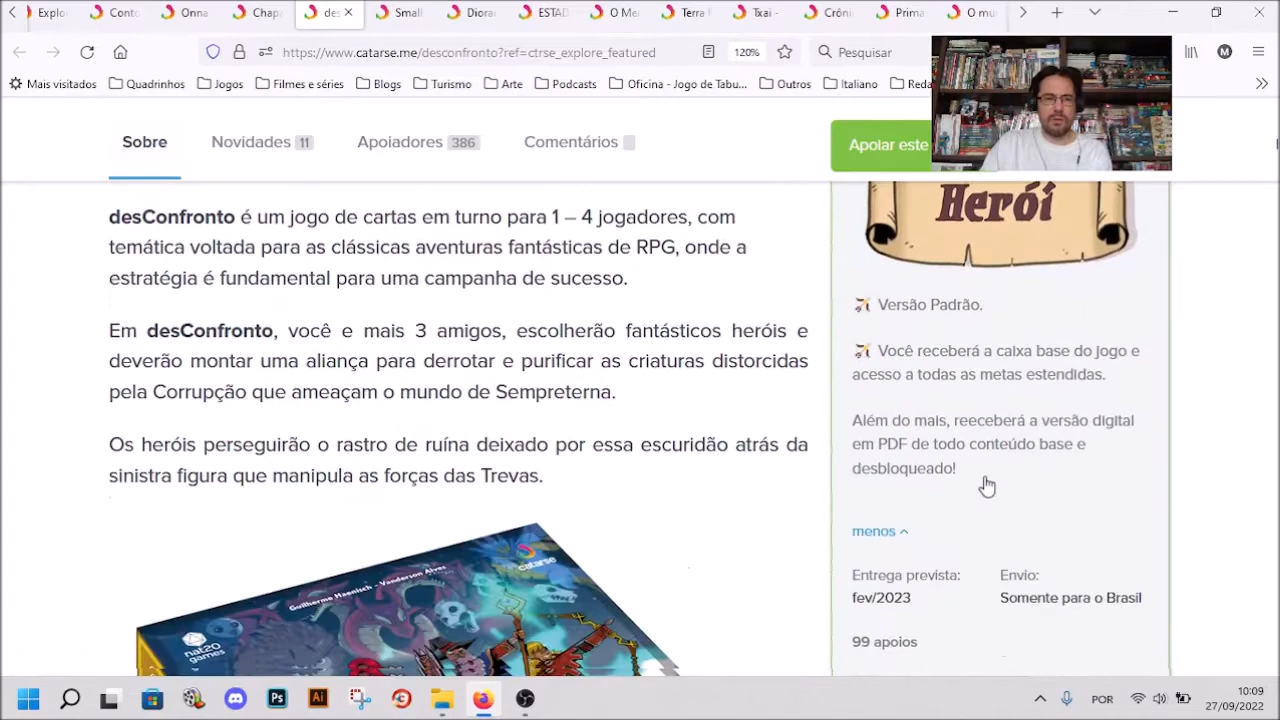 Explo
Conto
Onna
Chapa
des
Small
Diora
ESTAD
O Me
Terra
Txai -
Crôni
Prima
O mu
https://www.catarse.me/desconfronto?ref=ctrse_explore_featured
120%
Pesquisar
M
Mais visitados
Quadrinhos
Jogos
Filmes e séries
Blogs
Turismo
Arte
Podcasts
Oficina - Jogo de Tabu...
Outros
Italiano
Reda
Sobre
Novidades 11
Apoiadores 386
Comentários
Apoiar este
desConfronto é um jogo de cartas em turno para 1 – 4 jogadores, com
temática voltada para as clássicas aventuras fantásticas de RPG, onde a
estratégia é fundamental para uma campanha de sucesso.
Em desConfronto, você e mais 3 amigos, escolherão fantásticos heróis e
deverão montar uma aliança para derrotar e purificar as criaturas distorcidas
pela Corrupção que ameaçam o mundo de Sempreterna.
Os heróis perseguirão o rastro de ruína deixado por essa escuridão atrás da
sinistra figura que manipula as forças das Trevas.
Guilherme Haenisch - Vanderson Alves
catarse
nat20
games
Herói
Versão Padrão.
Você receberá a caixa base do jogo e
acesso a todas as metas estendidas.
Além do mais, reeceberá a versão digital
em PDF de todo conteúdo base e
desbloqueado!
menos
Entrega prevista:
fev/2023
Envio:
Somente para o Brasil
99 apoios
Ps
Ai
POR
10:09
27/09/2022